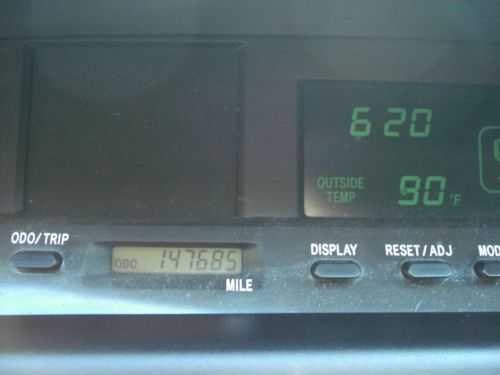 6 20
OUTSIDE
TEMP 90 °F
ODO/TRIP
ODO 147685
MILE
DISPLAY
RESET/ADJ
MOD